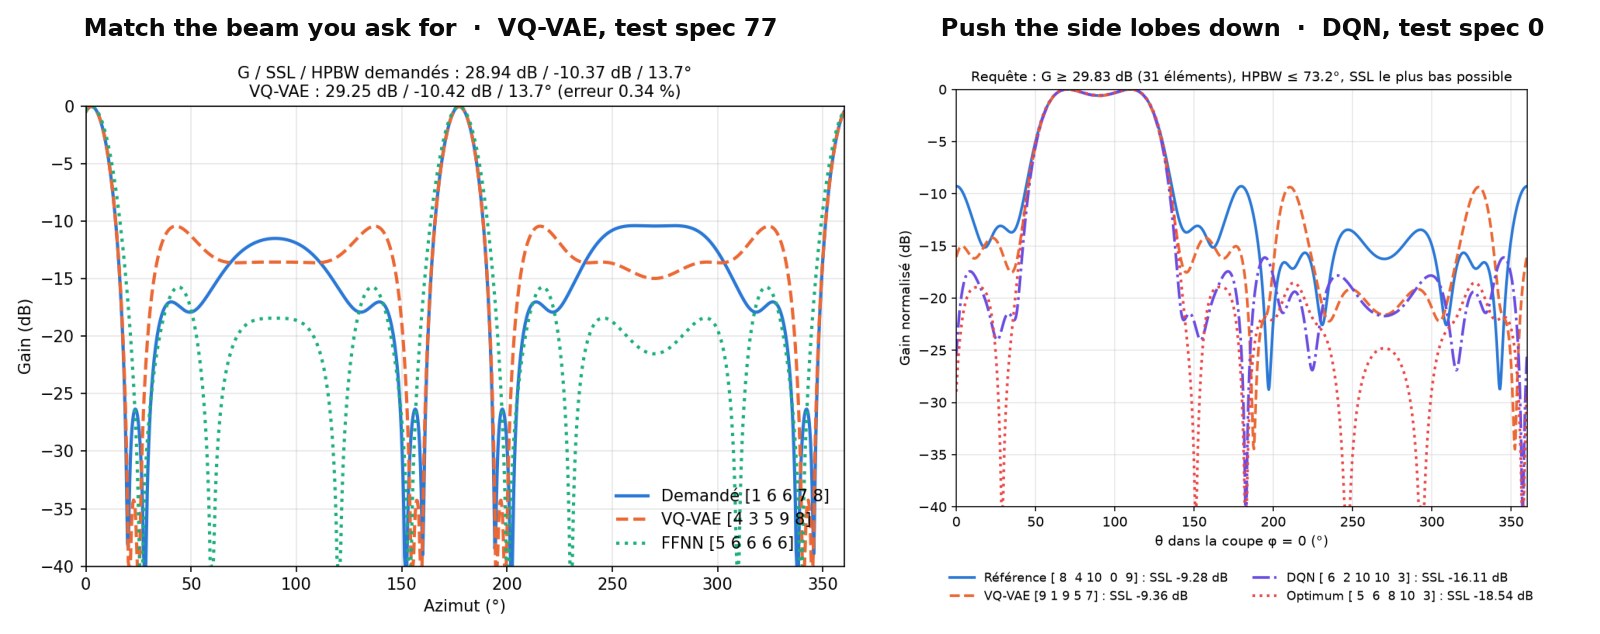 Match the beam you ask for · VQ-VAE, test spec 77
G / SSL / HPBW demandés : 28.94 dB / -10.37 dB / 13.7°
VQ-VAE : 29.25 dB / -10.42 dB / 13.7° (erreur 0.34 %)
0
−5
−10
−15
−20
−25
−30
−35
−40
Gain (dB)
Demandé [1 6 6 7 8]
VQ-VAE [4 3 5 9 8]
FFNN [5 6 6 6 6]
0 50 100 150 200 250 300 350
Azimut (°)
Push the side lobes down · DQN, test spec 0
Requête : G ≥ 29.83 dB (31 éléments), HPBW ≤ 73.2°, SSL le plus bas possible
0
−5
−10
−15
−20
−25
−30
−35
−40
Gain normalisé (dB)
0 50 100 150 200 250 300 350
θ dans la coupe φ = 0 (°)
Référence [ 8 4 10 0 9] : SSL -9.28 dB
VQ-VAE [9 1 9 5 7] : SSL -9.36 dB
DQN [ 6 2 10 10 3] : SSL -16.11 dB
Optimum [ 5 6 8 10 3] : SSL -18.54 dB